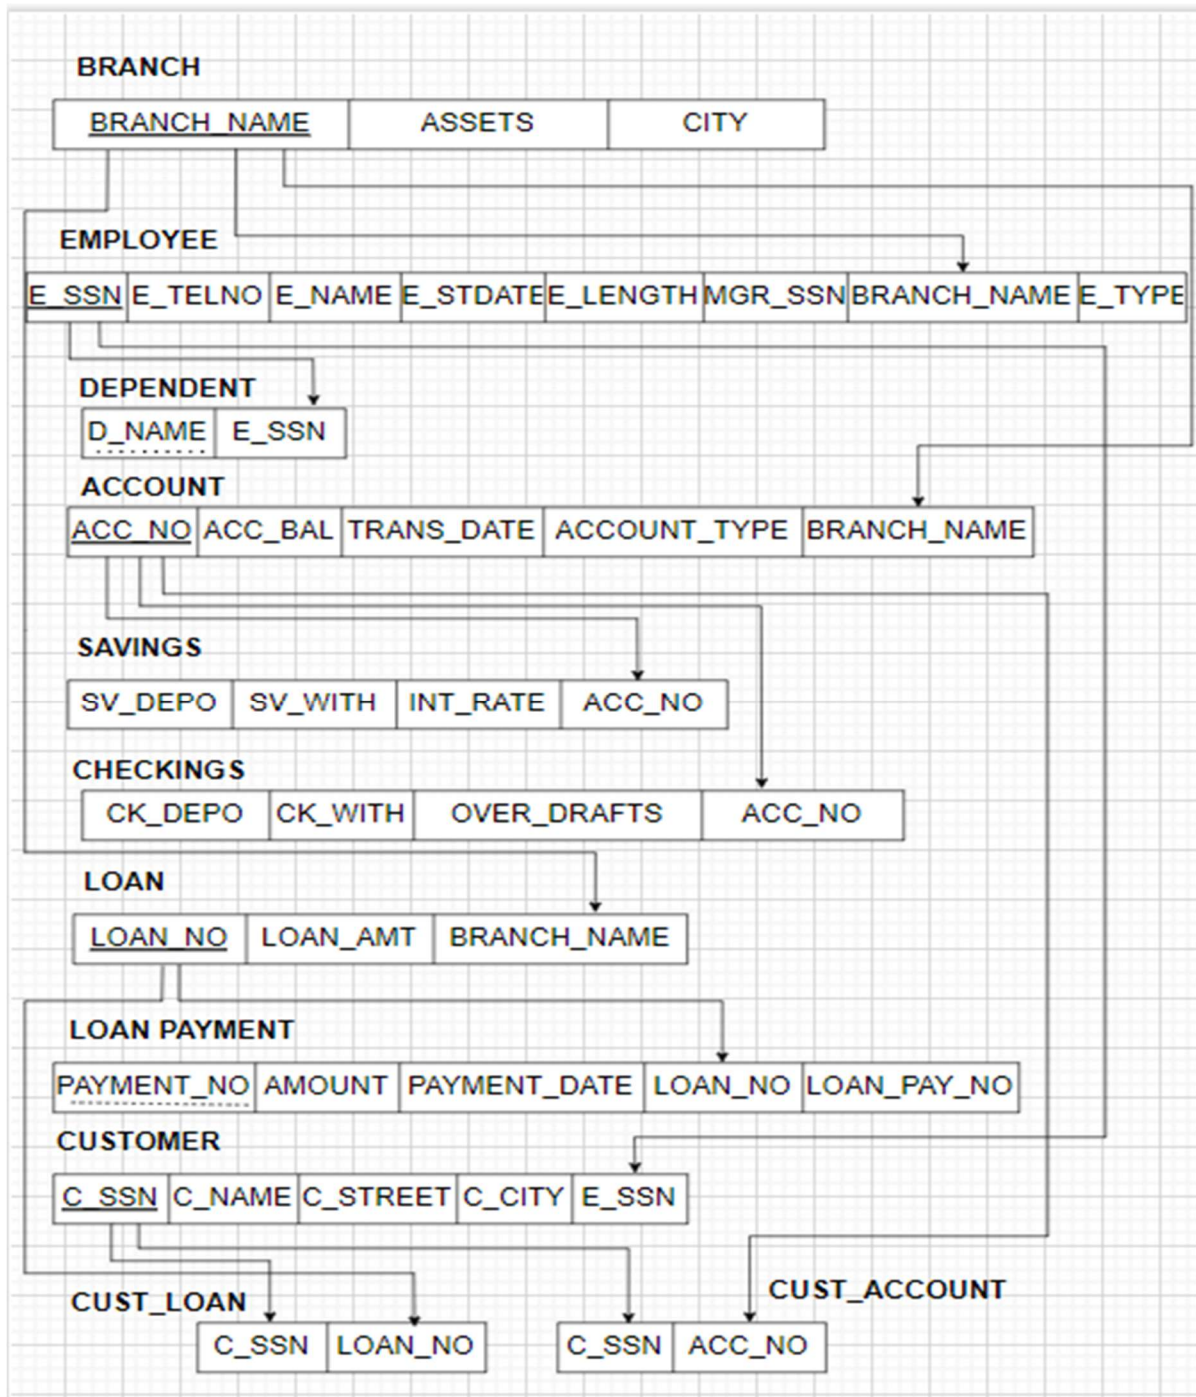 BRANCH
BRANCH_NAME ASSETS CITY
EMPLOYEE
E_SSN E_TELNO E_NAME E_STDATE E_LENGTH MGR_SSN BRANCH_NAME E_TYPE
DEPENDENT
D_NAME E_SSN
ACCOUNT
ACC_NO ACC_BAL TRANS_DATE ACCOUNT_TYPE BRANCH_NAME
SAVINGS
SV_DEPO SV_WITH INT_RATE ACC_NO
CHECKINGS
CK_DEPO CK_WITH OVER_DRAFTS ACC_NO
LOAN
LOAN_NO LOAN_AMT BRANCH_NAME
LOAN PAYMENT
PAYMENT_NO AMOUNT PAYMENT_DATE LOAN_NO LOAN_PAY_NO
CUSTOMER
C_SSN C_NAME C_STREET C_CITY E_SSN
CUST_LOAN CUST_ACCOUNT
C_SSN LOAN_NO C_SSN ACC_NO